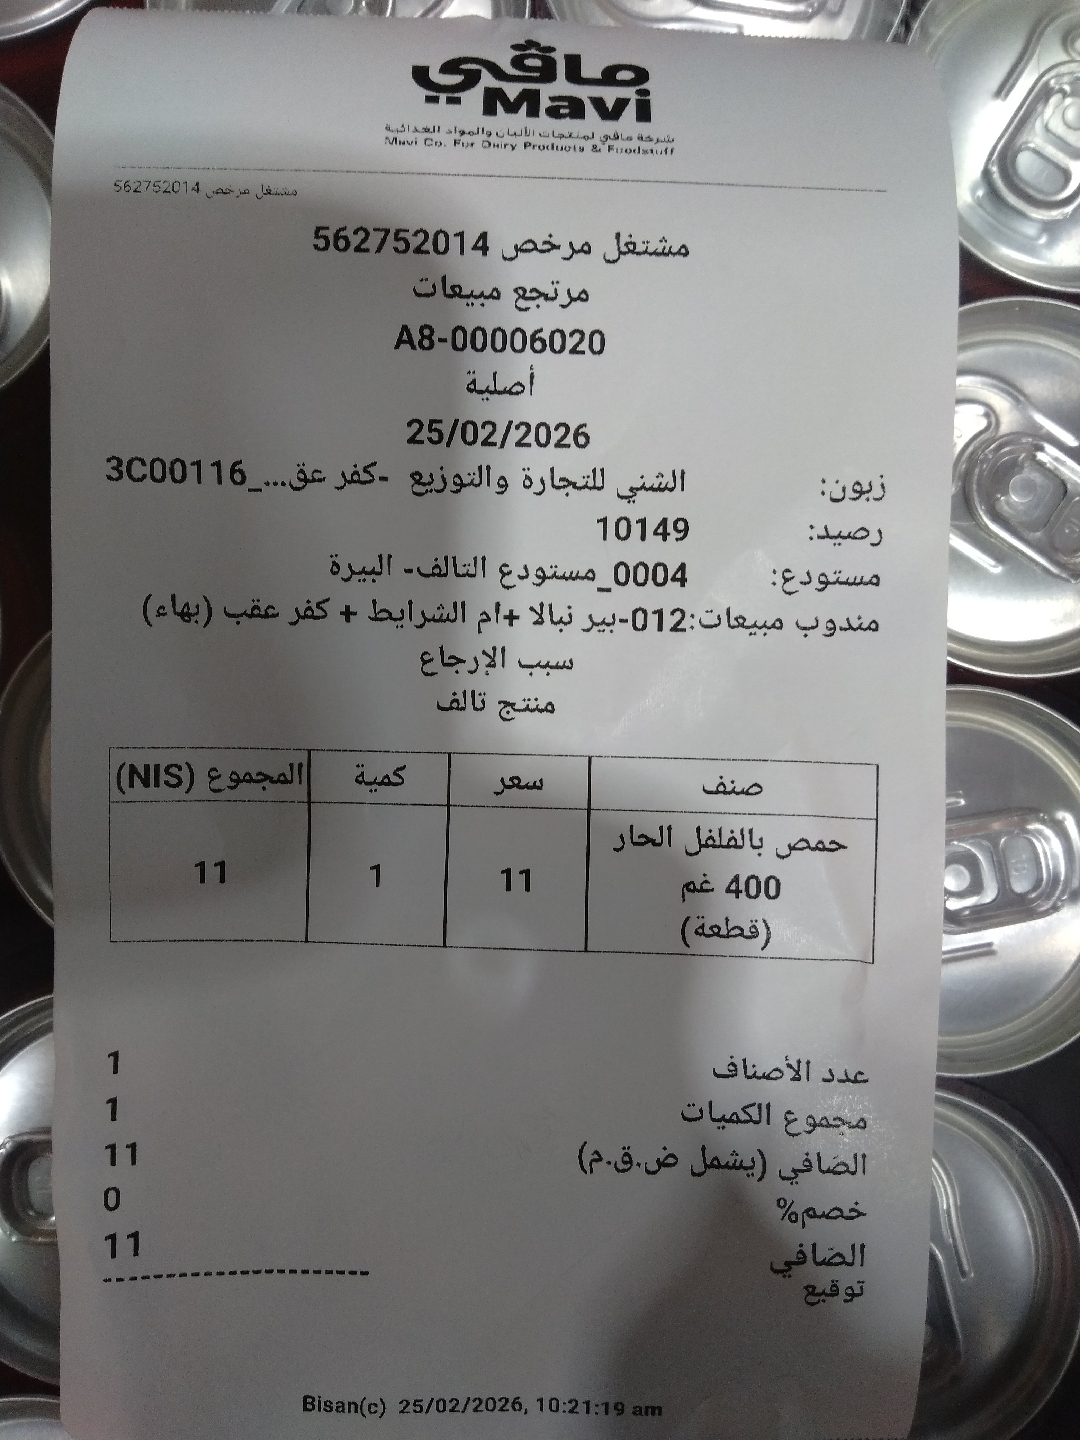 مافي
Mavi
شركة مافي لمنتجات الألبان والمواد الغذائية
Mavi Co. For Dairy Products & Foodstuff
مشتغل مرخص 562752014
مشتغل مرخص 562752014
مرتجع مبيعات
A8-00006020
أصلية
25/02/2026
زبون: الشني للتجارة والتوزيع -كفر عق..._3C00116
رصيد: 10149
مستودع: 0004_مستودع التالف- البيرة
مندوب مبيعات:012-بير نبالا +ام الشرايط + كفر عقب (بهاء)
سبب الإرجاع
منتج تالف
صنف سعر كمية المجموع (NIS)
حمص بالفلفل الحار
400 غم 11 1 11
(قطعة)
عدد الأصناف 1
مجموع الكميات 1
الصَافي (يشمل ض.ق.م) 11
خصم% 0
الصَافي 11
توقيع
Bisan(c) 25/02/2026, 10:21:19 am